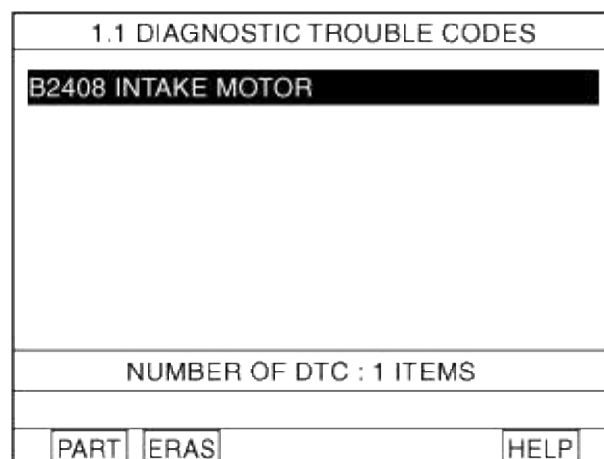 1.1 DIAGNOSTIC TROUBLE CODES
B2408 INTAKE MOTOR
NUMBER OF DTC : 1 ITEMS
PART ERAS HELP